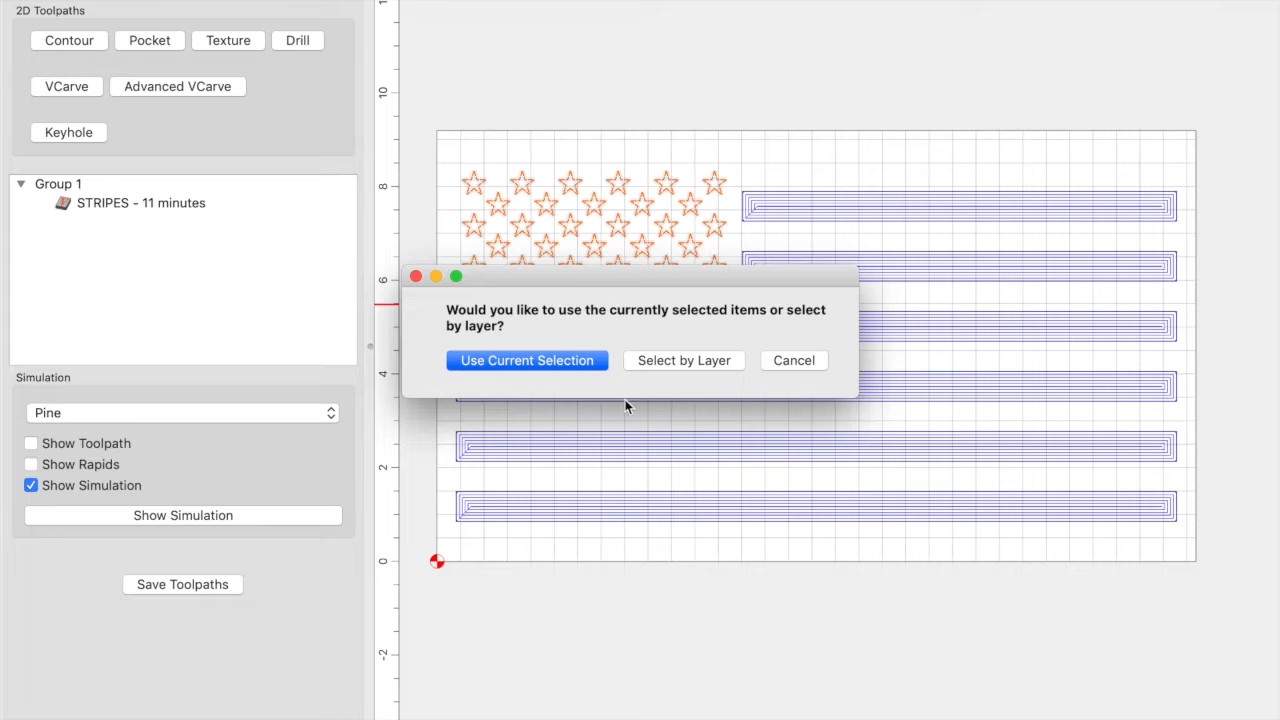 2D Toolpaths
Contour
Pocket
Texture
Drill
VCarve
Advanced VCarve
Keyhole
Group 1
STRIPES - 11 minutes
Simulation
Pine
Show Toolpath
Show Rapids
Show Simulation
Show Simulation
Save Toolpaths
10
8
6
4
2
0
-2
Would you like to use the currently selected items or select
by layer?
Use Current Selection
Select by Layer
Cancel